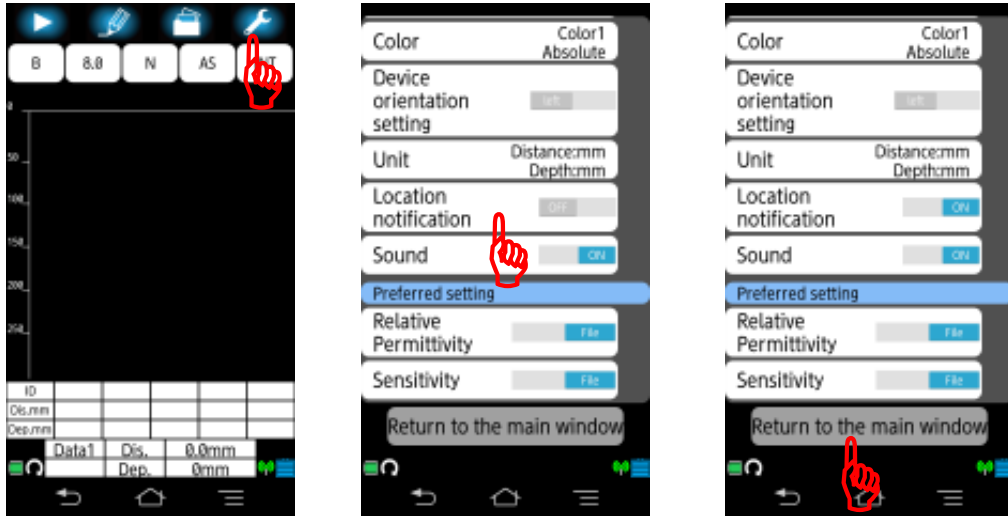 B 8.0 N AS
0
50
100
150
200
250
ID
Dis.mm
Dep.mm
Data1 Dis. 0.0mm
Dep. 0mm
Color Color1
Absolute
Device
orientation left
setting
Unit Distance:mm
Depth:mm
Location
notification OFF
Sound ON
Preferred setting
Relative
Permittivity File
Sensitivity File
Return to the main window
Color Color1
Absolute
Device
orientation left
setting
Unit Distance:mm
Depth:mm
Location
notification ON
Sound ON
Preferred setting
Relative
Permittivity File
Sensitivity File
Return to the main window